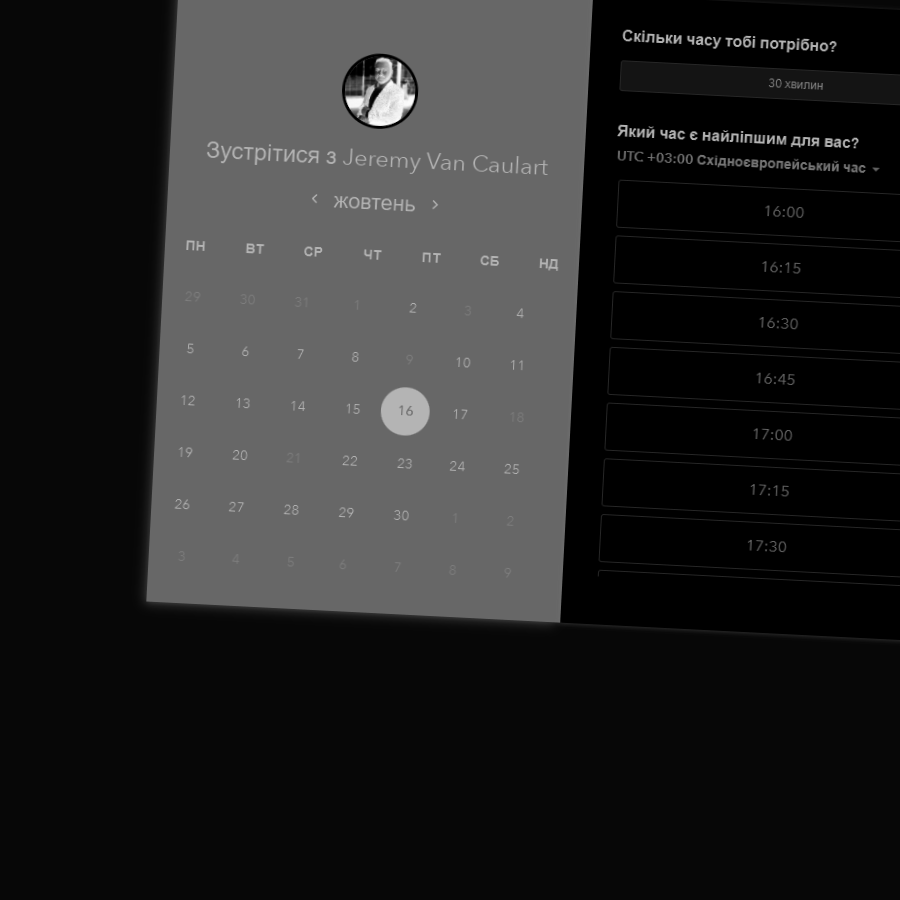 Зустрітися з Jeremy Van Caulart
жовтень
ПН ВТ СР ЧТ ПТ СБ НД
29 30 31 1 2 3 4
5 6 7 8 9 10 11
12 13 14 15 16 17 18
19 20 21 22 23 24 25
26 27 28 29 30 1 2
3 4 5 6 7 8 9
Скільки часу тобі потрібно?
30 хвилин
Який час є найліпшим для вас?
UTC +03:00 Східноєвропейський час
16:00
16:15
16:30
16:45
17:00
17:15
17:30